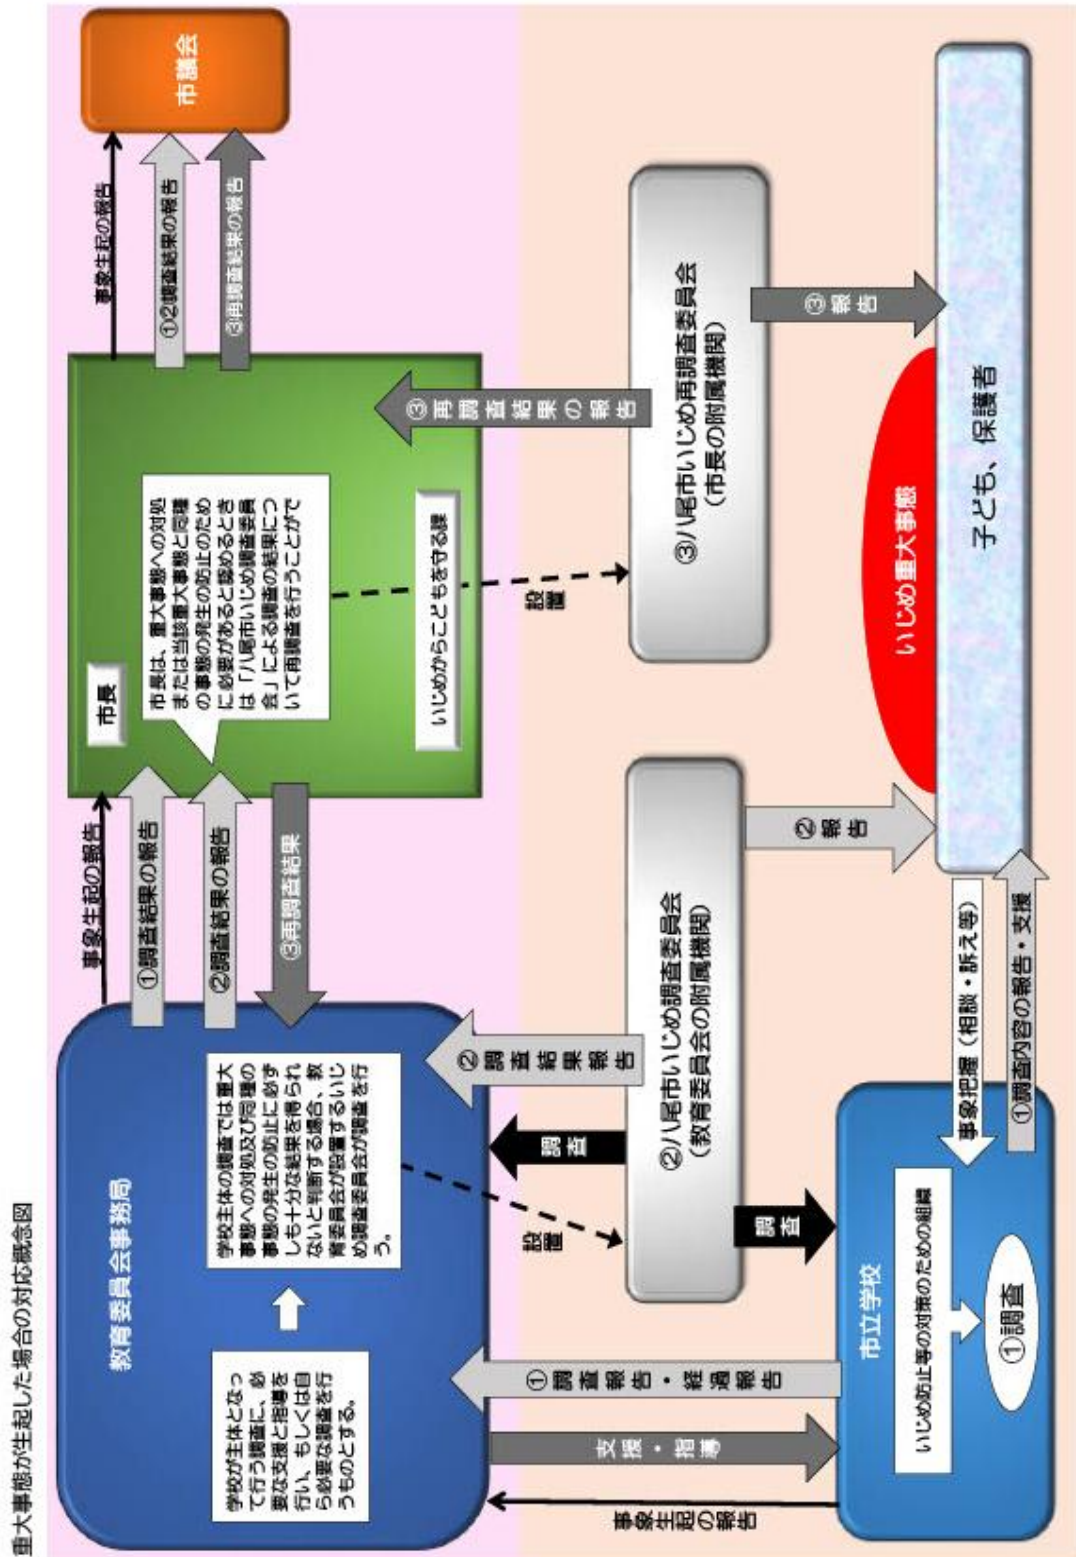 重大事態が生起した場合の対応概念図
教育委員会事務局
学校が主体となっ
て行う調査に、必
要な支援と指導を
行い、もしくは自
ら必要な調査を行
うものとする。
学校主体の調査では重大
事態への対処及び同種の
事態の発生の防止に必ず
しも十分な結果を得られ
ないと判断する場合、教
育委員会が設置するいじ
め調査委員会が調査を行
う。
事象生起の報告
①調査結果の報告
②調査結果の報告
③再調査結果
市長
市長は、重大事態への対処
または当該重大事態と同種
の事態の発生の防止のため
に必要があると認めるとき
は「八尾市いじめ調査委員
会」による調査の結果につ
いて再調査を行うことがで
いじめからこどもを守る課
事象生起の報告
①②調査結果の報告
③再調査結果の報告
市議会
事象生起の報告
支援・指導
①調査報告・経過報告
設置
調査
②調査結果報告
設置
③再調査結果の報告
②八尾市いじめ調査委員会
(教育委員会の附属機関)
③八尾市いじめ再調査委員会
(市長の附属機関)
調査
②報告
③報告
市立学校
いじめ防止等の対策のための組織
①調査
事象把握(相談・訴え等)
①調査内容の報告・支援
いじめ重大事態
子ども、保護者